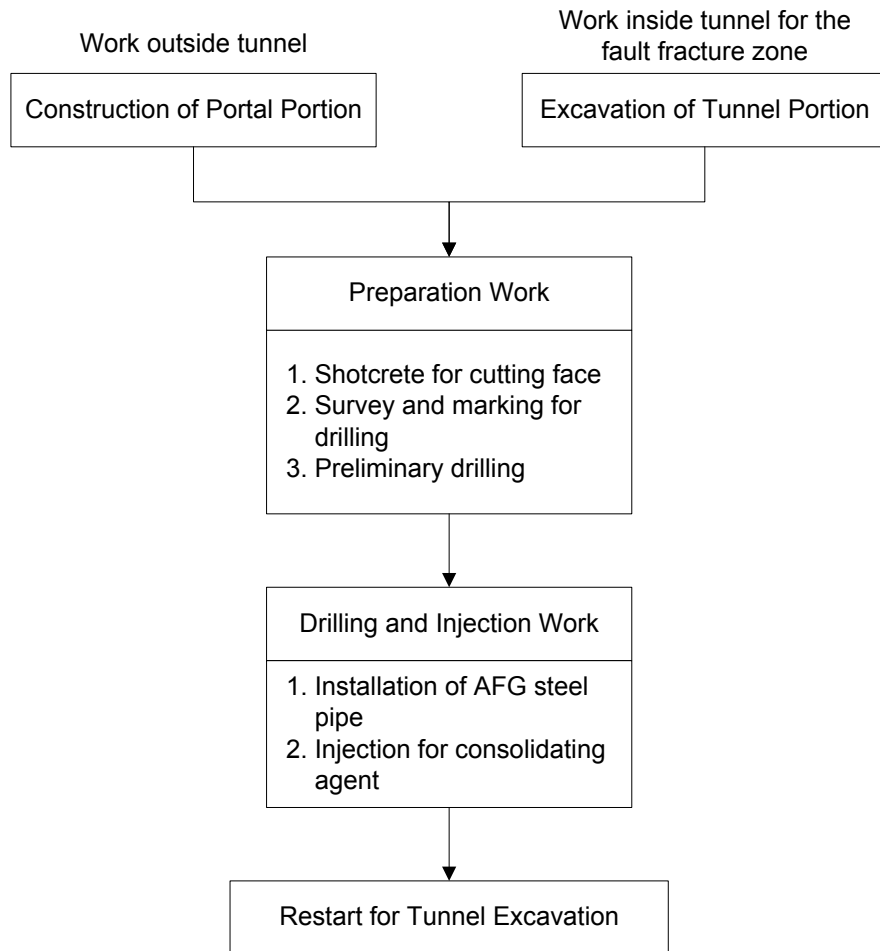 Work outside tunnel
Work inside tunnel for the
fault fracture zone
Construction of Portal Portion
Excavation of Tunnel Portion
Preparation Work
1. Shotcrete for cutting face
2. Survey and marking for
drilling
3. Preliminary drilling
Drilling and Injection Work
1. Installation of AFG steel
pipe
2. Injection for consolidating
agent
Restart for Tunnel Excavation